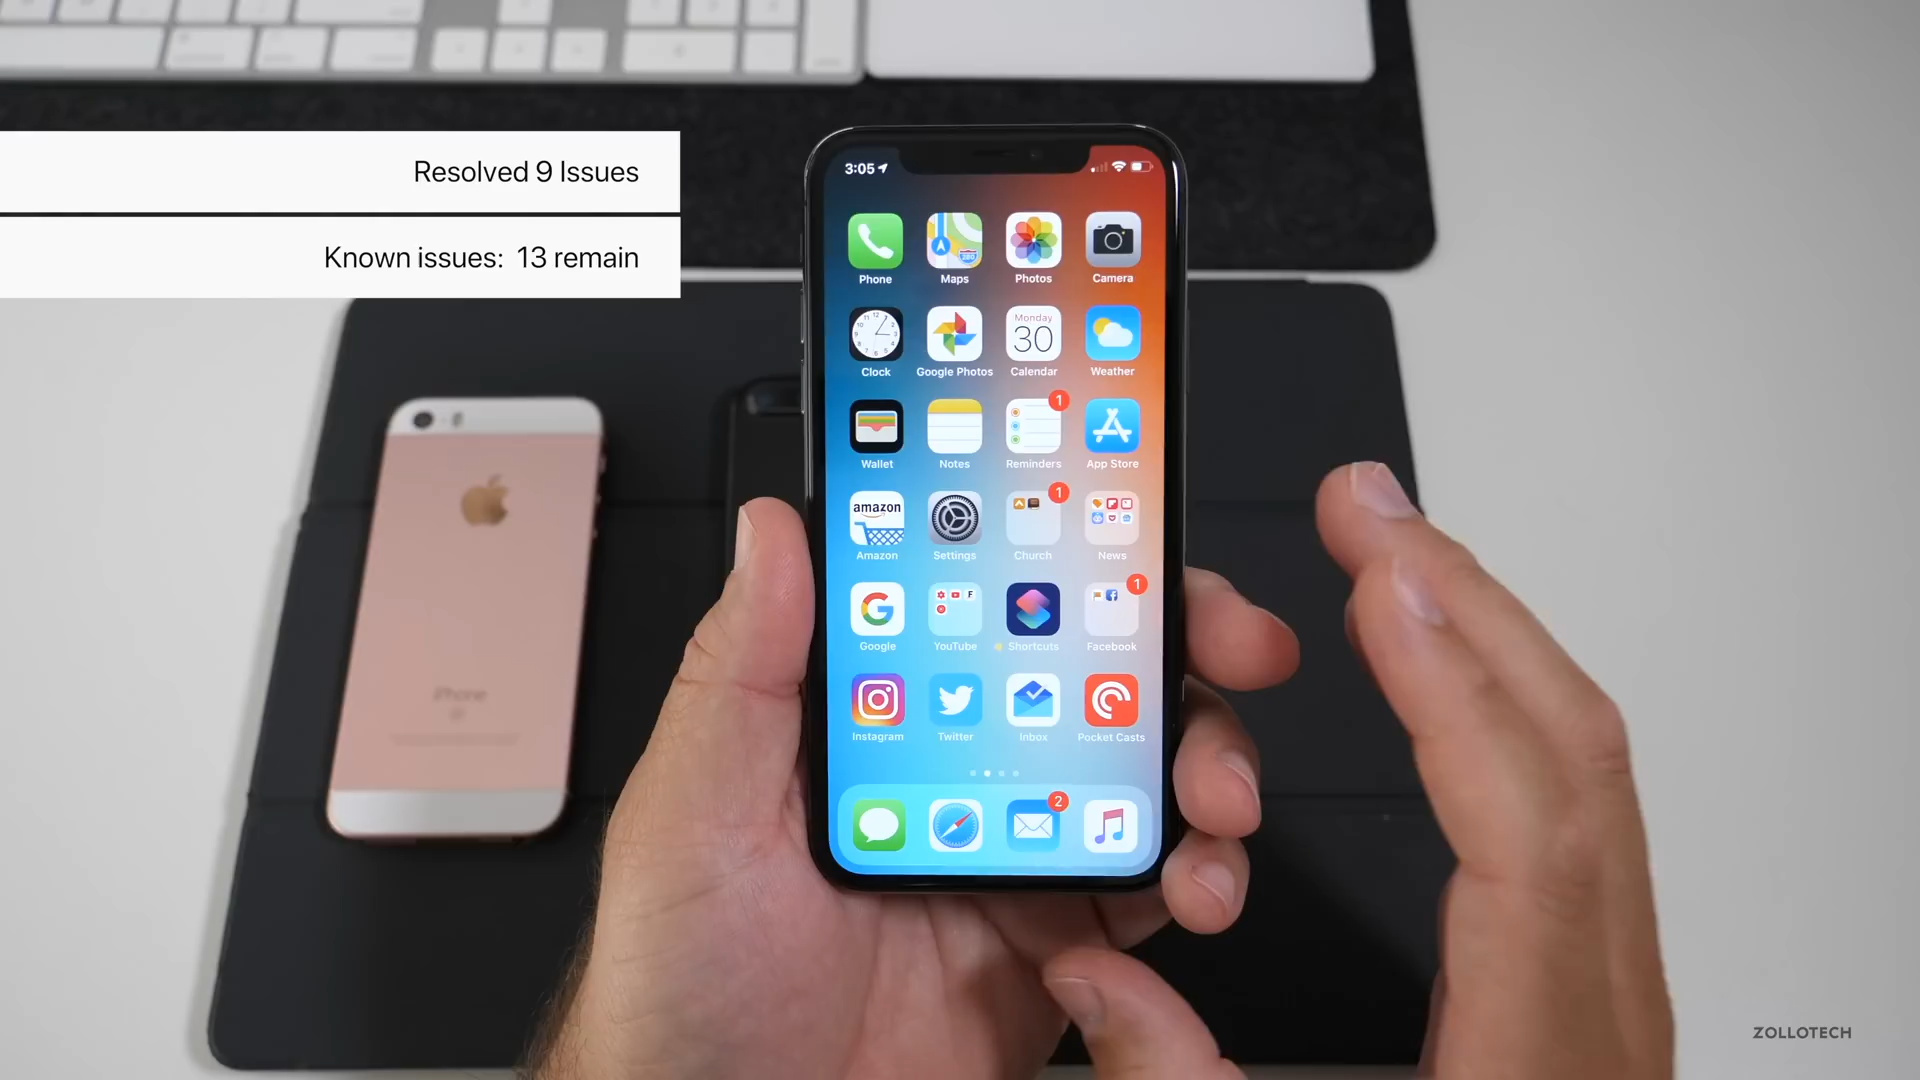 Resolved 9 Issues
Known issues: 13 remain
3:05
Phone Maps Photos Camera
Monday
30
Clock Google Photos Calendar Weather
1
Wallet Notes Reminders App Store
amazon
1
Amazon Settings Church News
1
Google YouTube Shortcuts Facebook
Instagram Twitter Inbox Pocket Casts
2
iPhone
ZOLLOTECH